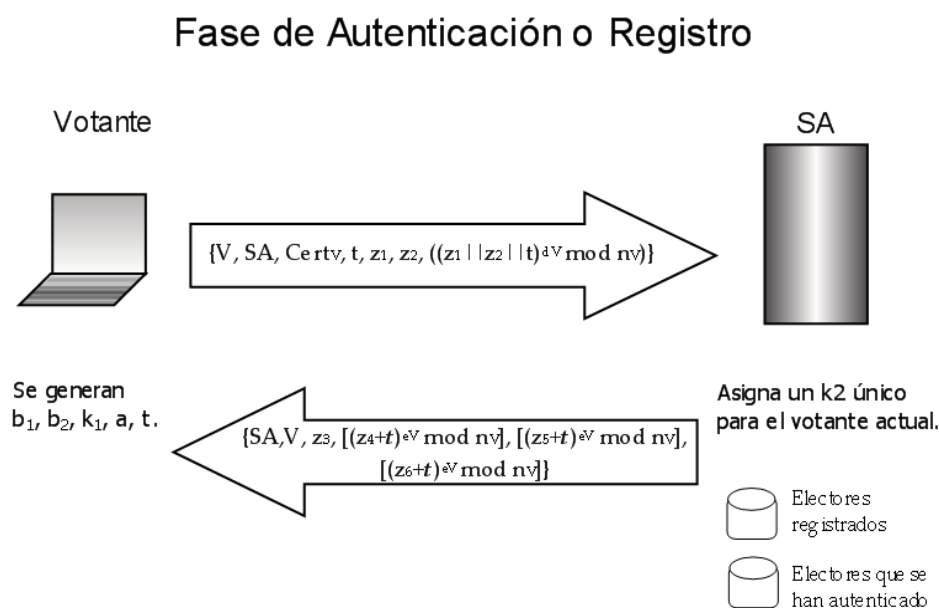 Fase de Autenticación o Registro
Votante
SA
{V, SA, Certv, t, z1, z2, ((z1||z2||t)^dV mod nv)}
Se generan
b1, b2, k1, a, t.
Asigna un k2 único
para el votante actual.
{SA,V, z3, [(z4+t)^eV mod nv], [(z5+t)^eV mod nv],
[(z6+t)^eV mod nv]}
Electores
registrados
Electores que se
han autenticado